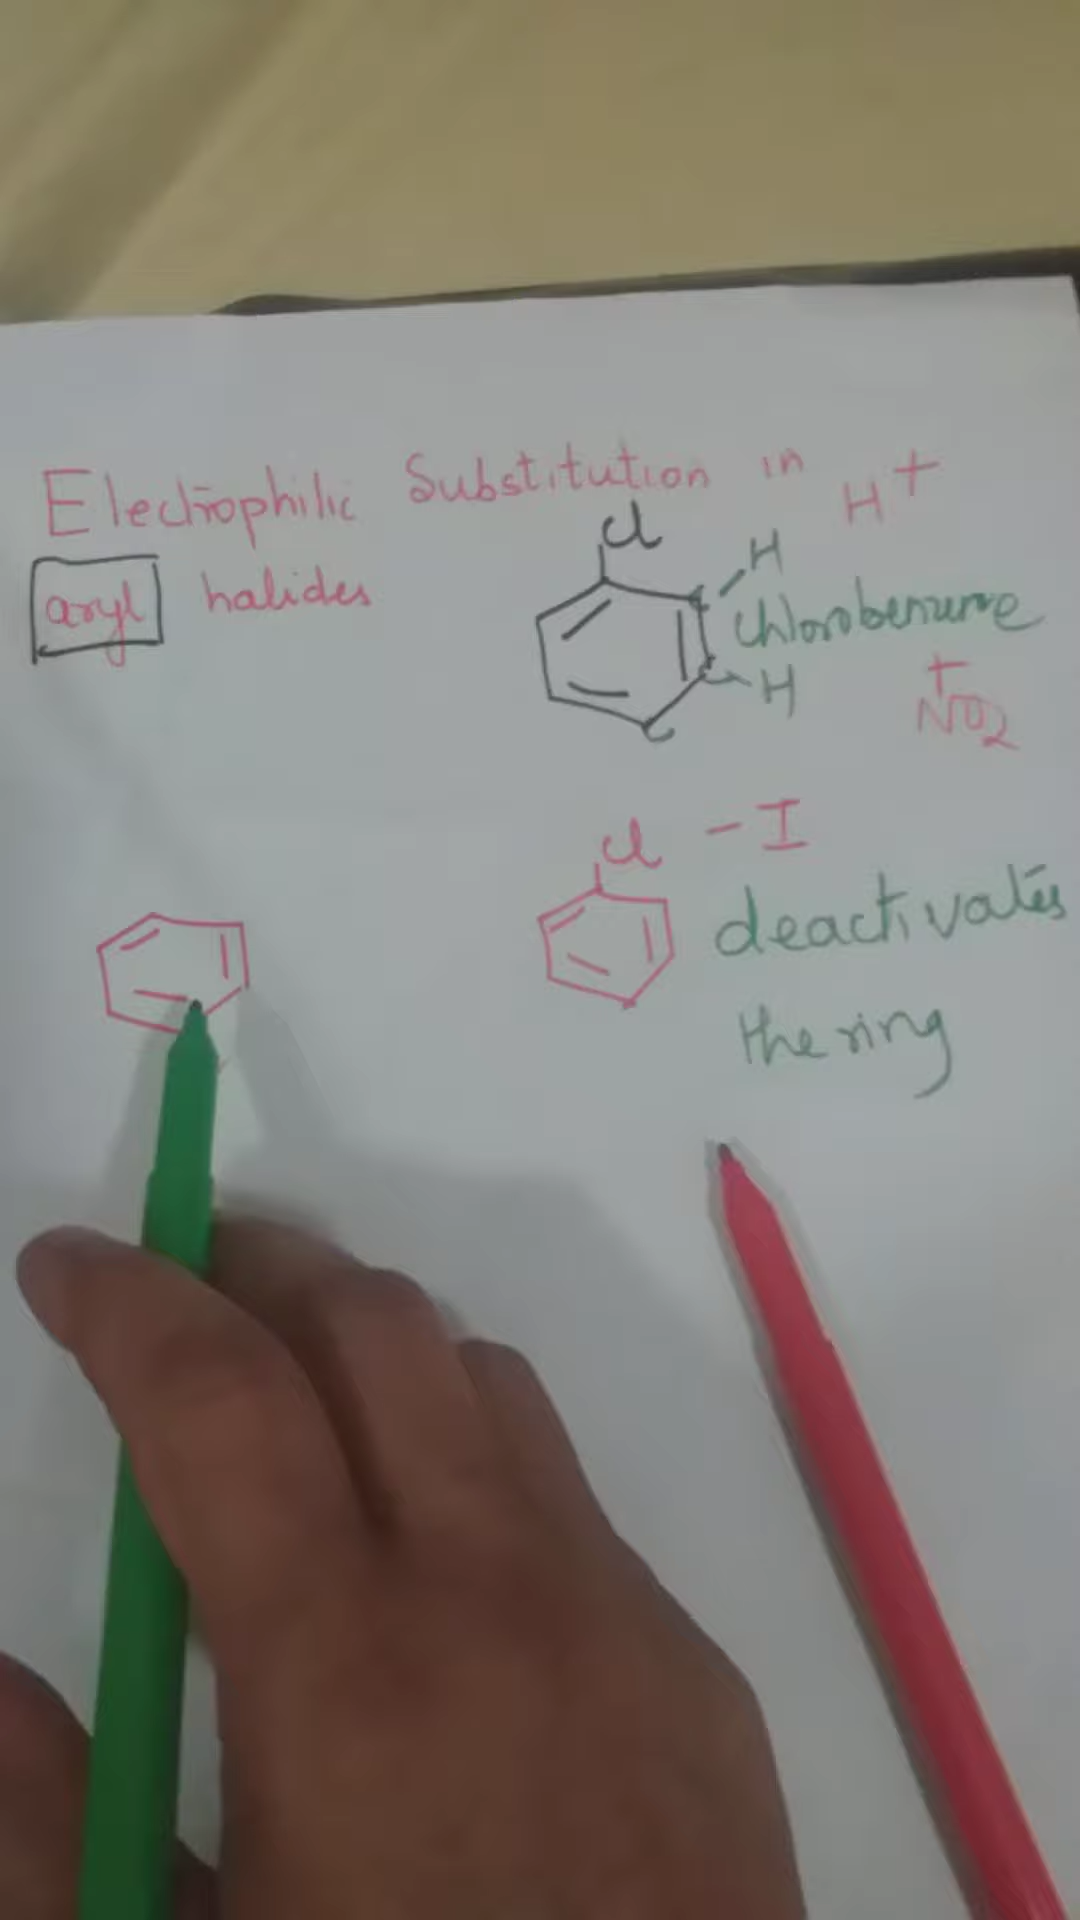 Electrophilic Substitution in
aryl halides
H+
Cl
H
chlorobenzene
H
C
+
NO2
Cl - I
deactivates
the ring